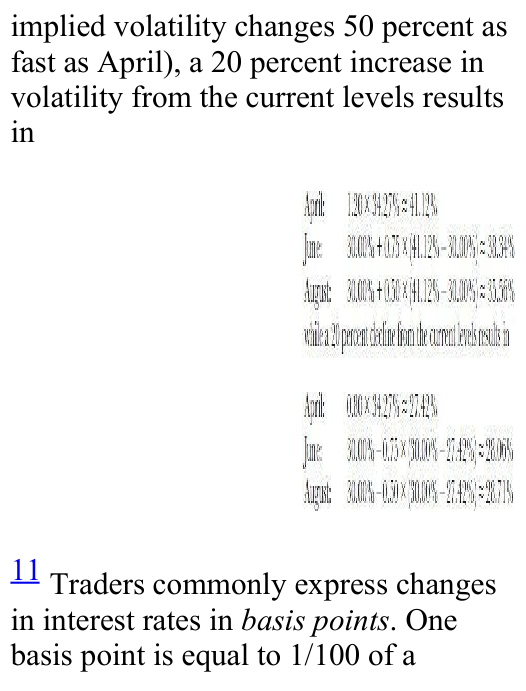 implied volatility changes 50 percent as
fast as April), a 20 percent increase in
volatility from the current levels results
in
April: 1.20 × 34.27% ≈ 41.12%
June: 30.00% + 0.75 × (41.12% – 30.00%) ≈ 38.34%
August: 30.00% + 0.50 × (41.12% – 30.00%) ≈ 35.56%
while a 20 percent decline from the current levels results in
April: 0.80 × 34.27% ≈ 27.42%
June: 30.00% – 0.75 × (30.00% – 27.42%) ≈ 28.06%
August: 30.00% – 0.50 × (30.00% – 27.42%) ≈ 28.71%
11 Traders commonly express changes
in interest rates in basis points. One
basis point is equal to 1/100 of a